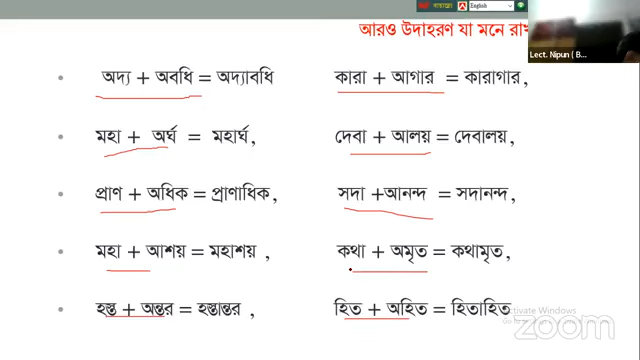 বাংলা English
আরও উদাহরণ যা মনে রাখ
Lect. Nipun ( B...
অদ্য + অবধি = অদ্যাবধি কারা + আগার = কারাগার,
মহা + অর্ঘ = মহার্ঘ, দেবা + আলয় = দেবালয়,
প্রাণ + অধিক = প্রাণাধিক, সদা +আনন্দ = সদানন্দ,
মহা + আশয় = মহাশয় , কথা + অমৃত = কথামৃত,
হস্ত + অন্তর = হস্তান্তর , হিত + অহিত = হিতাহিত
Activate Windows
zoom